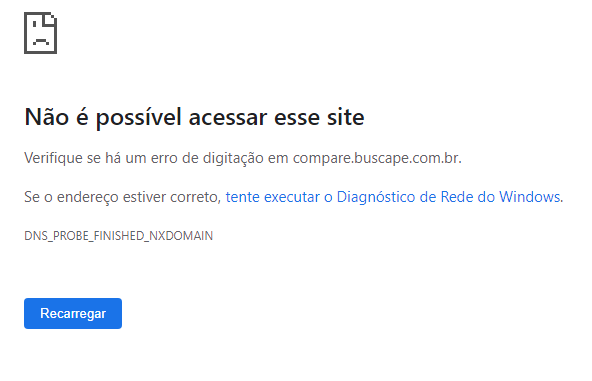 Não é possível acessar esse site
Verifique se há um erro de digitação em compare.buscape.com.br.
Se o endereço estiver correto, tente executar o Diagnóstico de Rede do Windows.
DNS_PROBE_FINISHED_NXDOMAIN
Recarregar